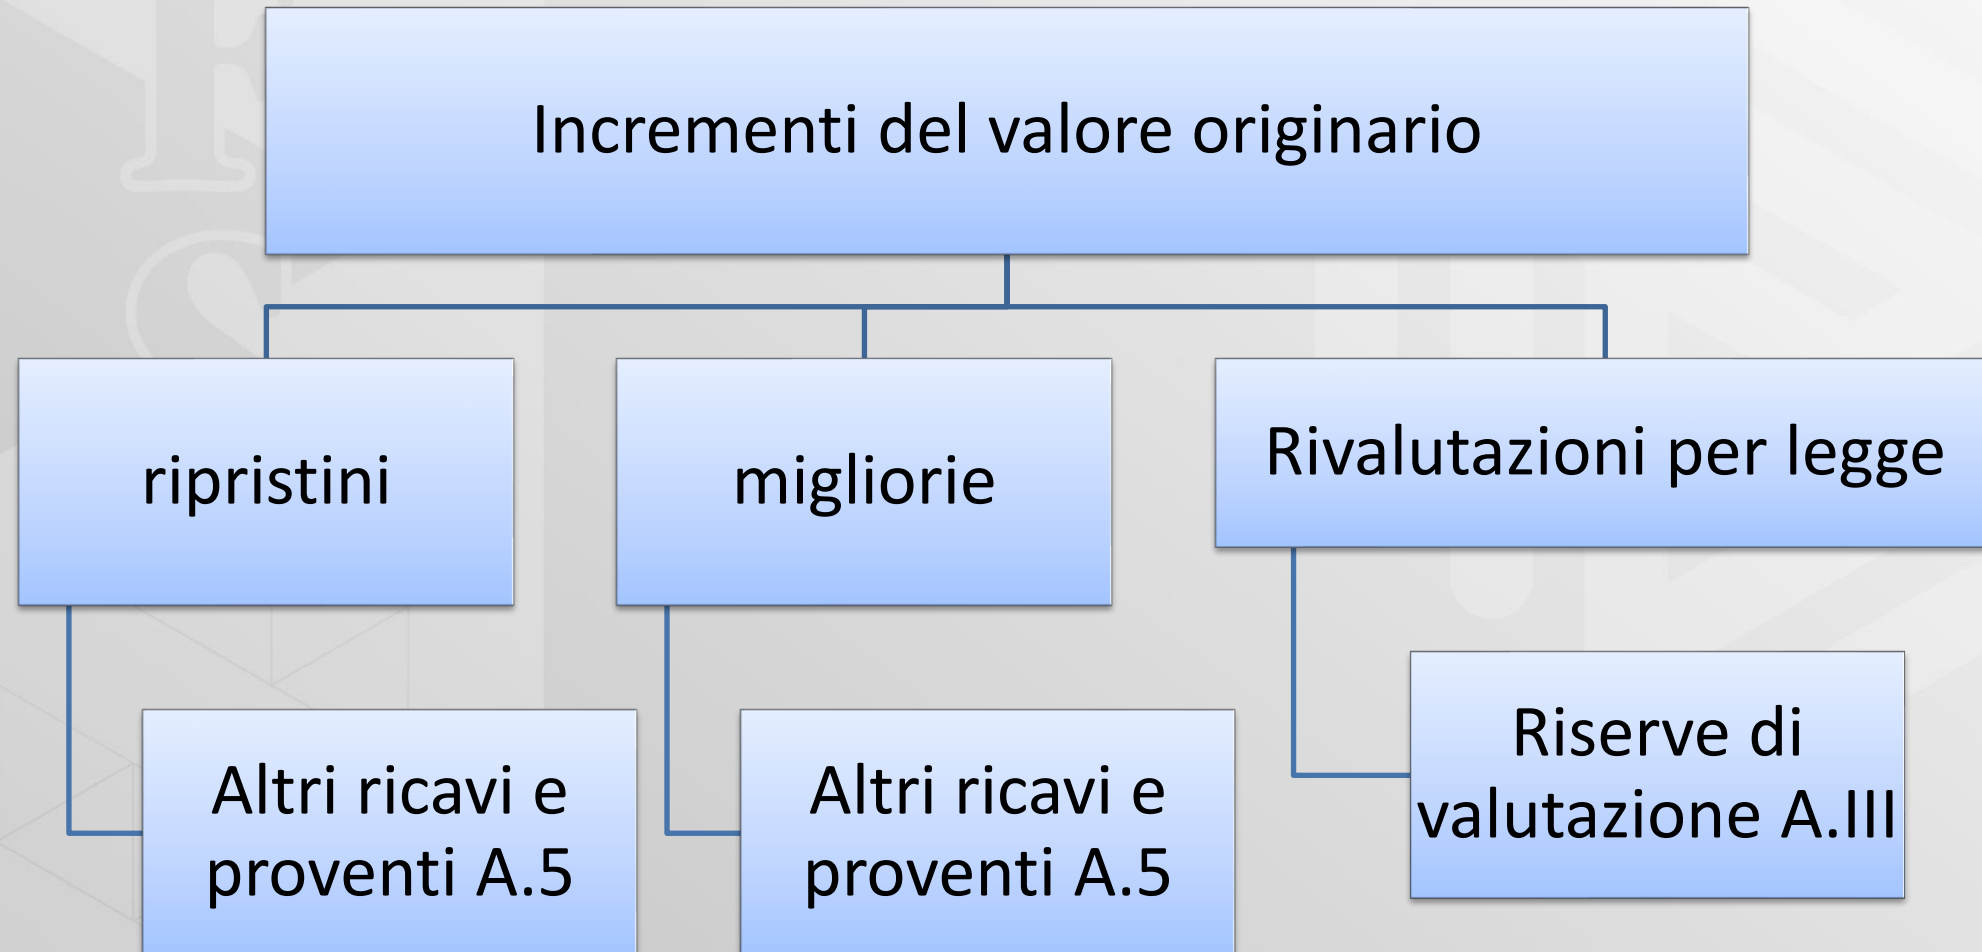 Incrementi del valore originario
ripristini
migliorie
Rivalutazioni per legge
Altri ricavi e
proventi A.5
Altri ricavi e
proventi A.5
Riserve di
valutazione A.III